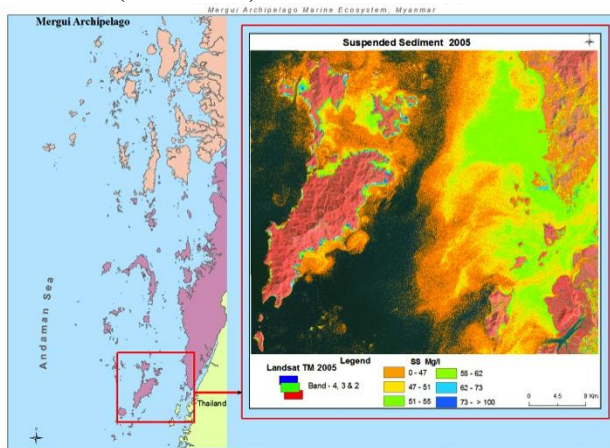 Mergui Archipelago Marine Ecosystem, Myanmar
Mergui Archipelago
Suspended Sediment 2005
Andaman Sea
Thailand
Legend
Landsat TM 2005
Band - 4, 3 & 2
SS Mg/l
0 - 47
47 - 51
51 - 55
55 - 62
62 - 73
73 - > 100
0 4.5 9 Km